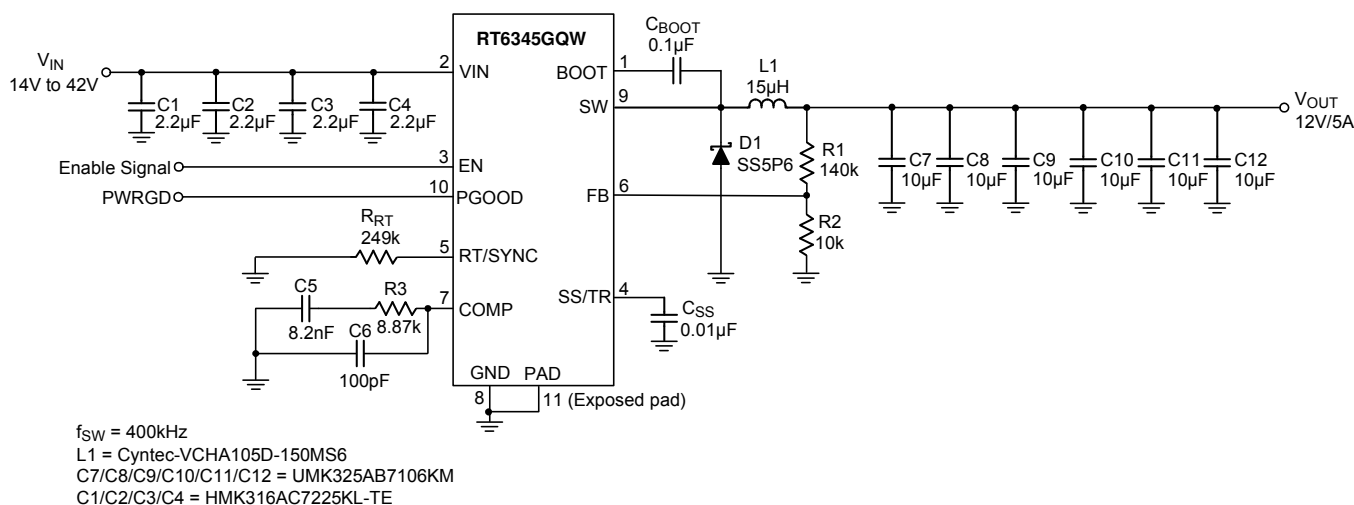 RT6345GQW
C_BOOT
0.1µF
V_IN
14V to 42V
2
VIN
BOOT
1
L1
15µH
SW
9
V_OUT
12V/5A
C1
2.2µF
C2
2.2µF
C3
2.2µF
C4
2.2µF
D1
SS5P6
R1
140k
C7
10µF
C8
10µF
C9
10µF
C10
10µF
C11
10µF
C12
10µF
Enable Signal
3
EN
PWRGD
10
PGOOD
FB
6
R2
10k
R_RT
249k
5
RT/SYNC
C5
8.2nF
R3
8.87k
7
COMP
SS/TR
4
C_SS
0.01µF
C6
100pF
GND
PAD
8
11 (Exposed pad)
f_SW = 400kHz
L1 = Cyntec-VCHA105D-150MS6
C7/C8/C9/C10/C11/C12 = UMK325AB7106KM
C1/C2/C3/C4 = HMK316AC7225KL-TE